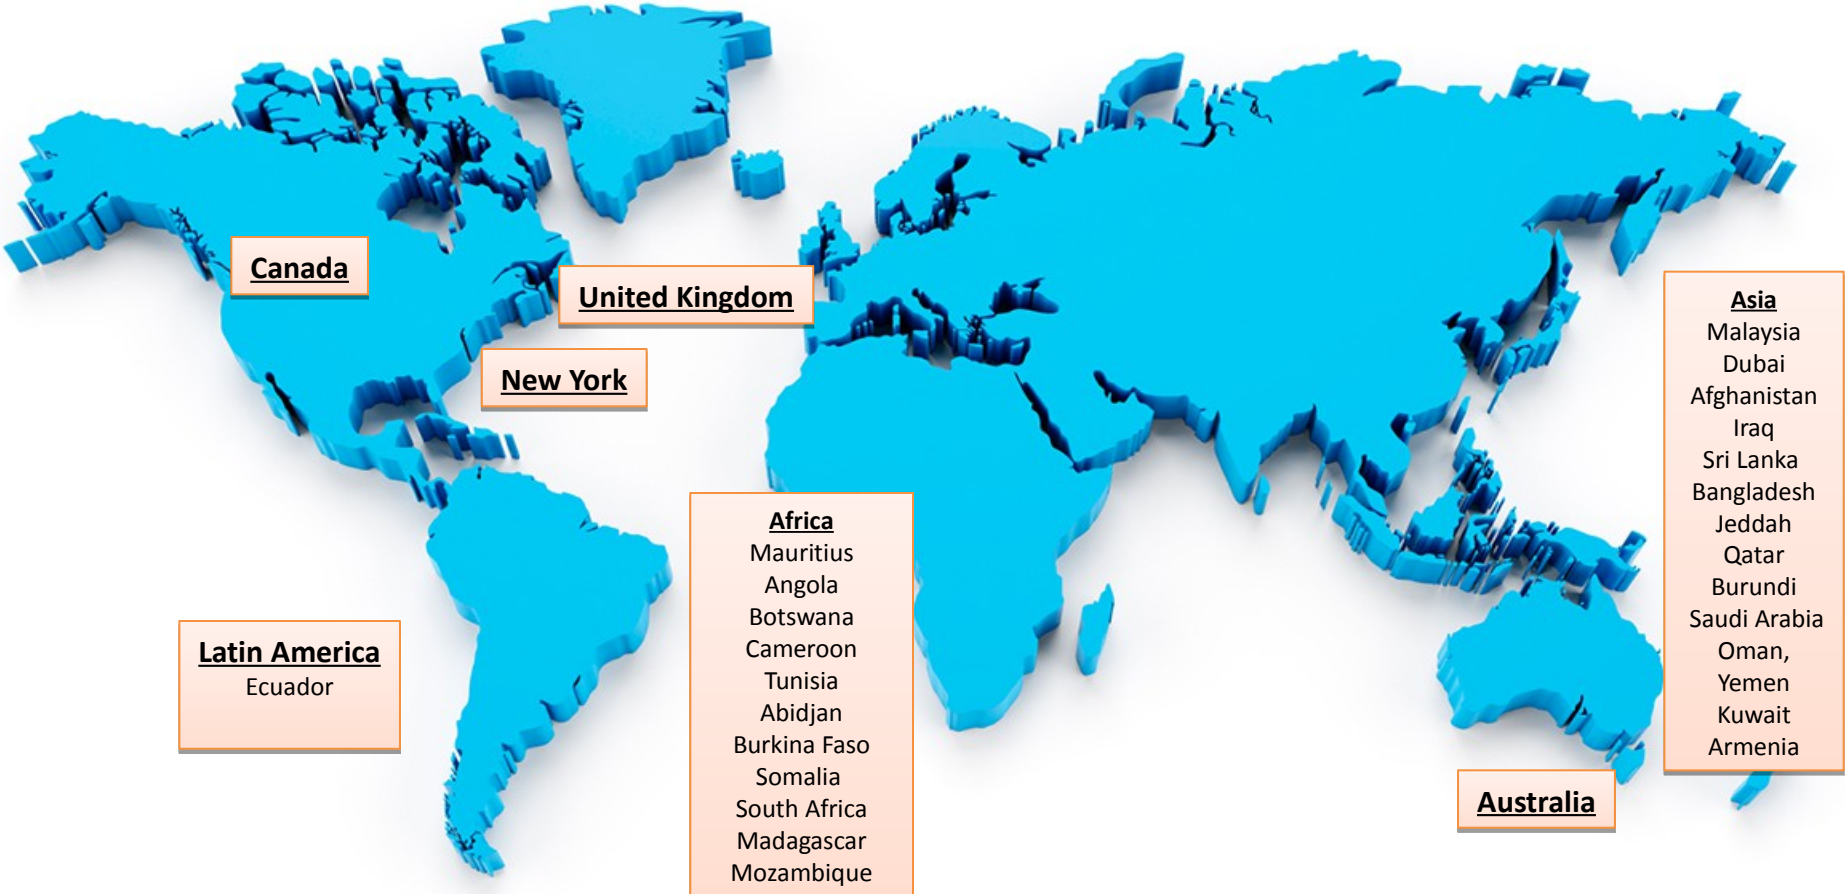 Canada
United Kingdom
New York
Latin America
Ecuador
Africa
Mauritius
Angola
Botswana
Cameroon
Tunisia
Abidjan
Burkina Faso
Somalia
South Africa
Madagascar
Mozambique
Asia
Malaysia
Dubai
Afghanistan
Iraq
Sri Lanka
Bangladesh
Jeddah
Qatar
Burundi
Saudi Arabia
Oman,
Yemen
Kuwait
Armenia
Australia